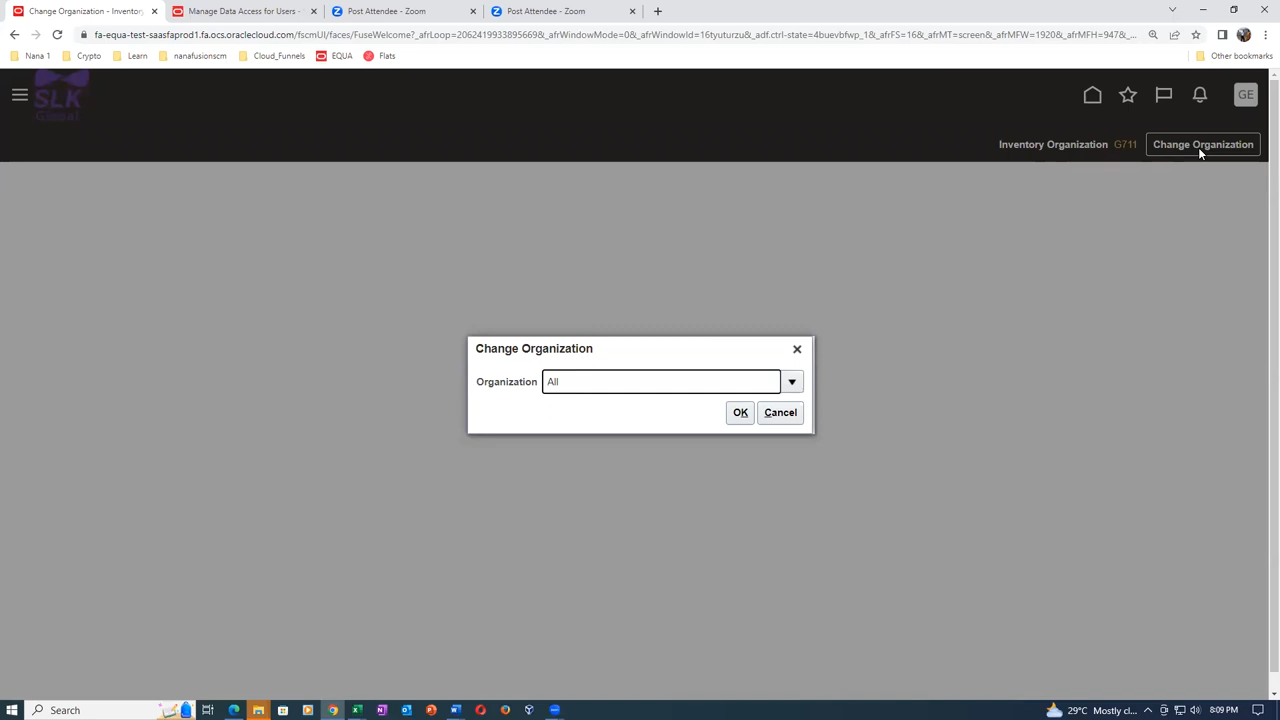 Change Organization - Inventory
Manage Data Access for Users -
Post Attendee - Zoom
Post Attendee - Zoom
fa-equa-test-saasfaprod1.fa.ocs.oraclecloud.com/fscmUI/faces/FuseWelcome?_afrLoop=20624199338956698&_afrWindowMode=0&_afrWindowId=16tyuturzu&_adf.ctrl-state=4buevbfwp_1&_afrFS=16&_afrMT=screen&_afrMFW=1920&_afrMFH=947&_...
Nana 1
Crypto
Learn
nanafusionscm
Cloud_Funnels
EQUA
Flats
Other bookmarks
SLK
Global
GE
Inventory Organization G711
Change Organization
Change Organization
Organization All
OK Cancel
Search
29°C Mostly cl...
8:09 PM